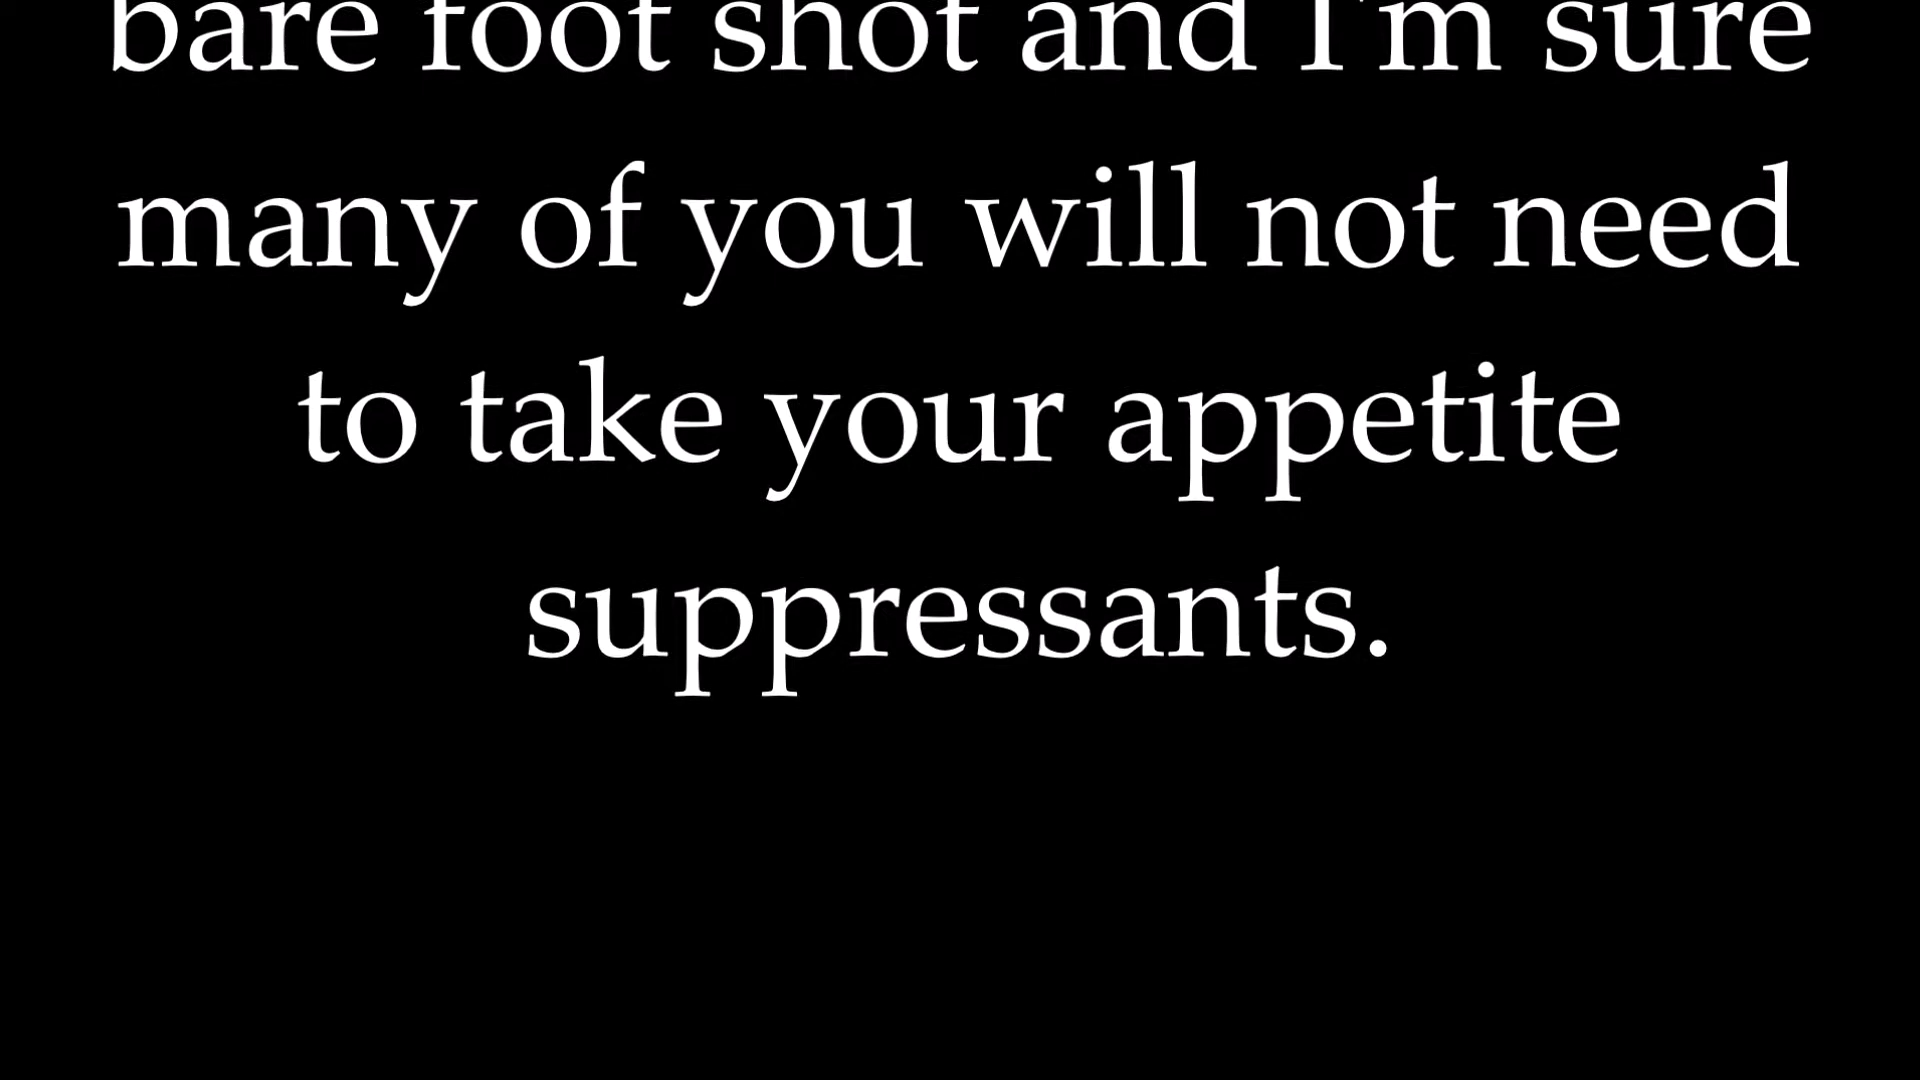 bare foot shot and I'm sure
many of you will not need
to take your appetite
suppressants.